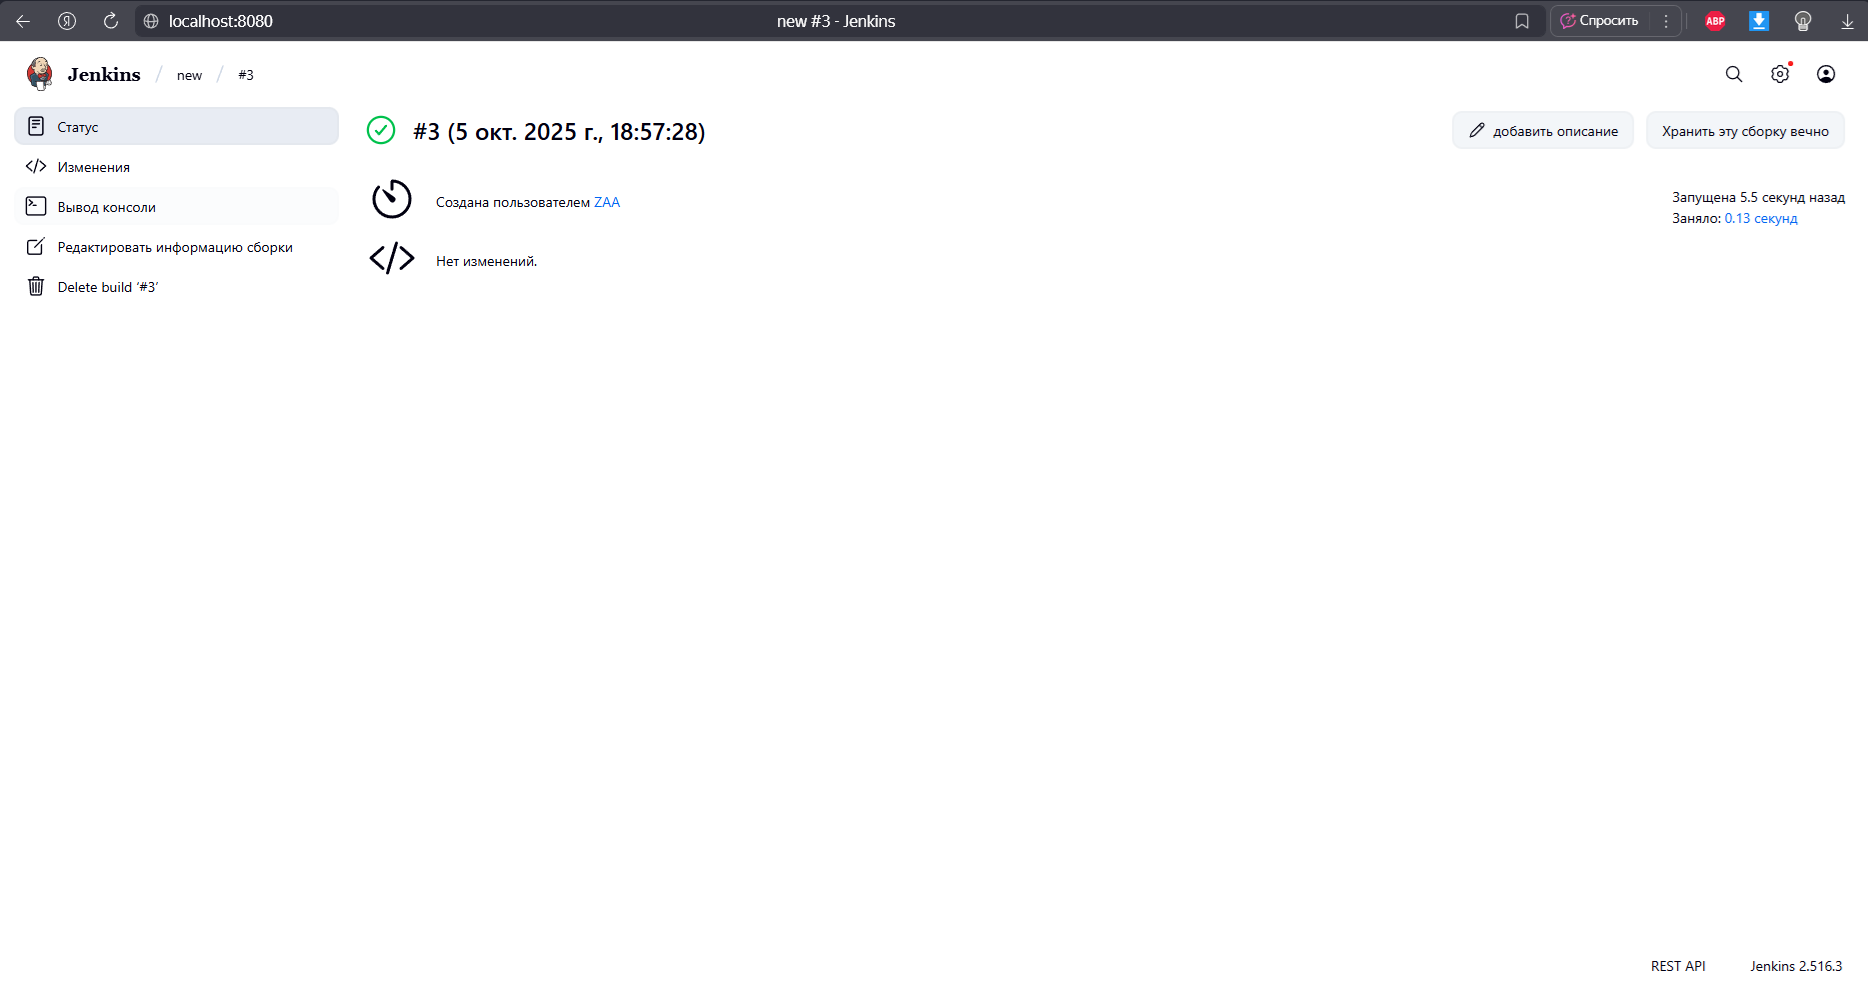 localhost:8080
new #3 - Jenkins
Спросить
ABP
Jenkins / new / #3
Статус
Изменения
Вывод консоли
Редактировать информацию сборки
Delete build ‘#3’
#3 (5 окт. 2025 г., 18:57:28)
добавить описание
Хранить эту сборку вечно
Создана пользователем ZAA
Запущена 5.5 секунд назад
Заняло: 0.13 секунд
Нет изменений.
REST API
Jenkins 2.516.3